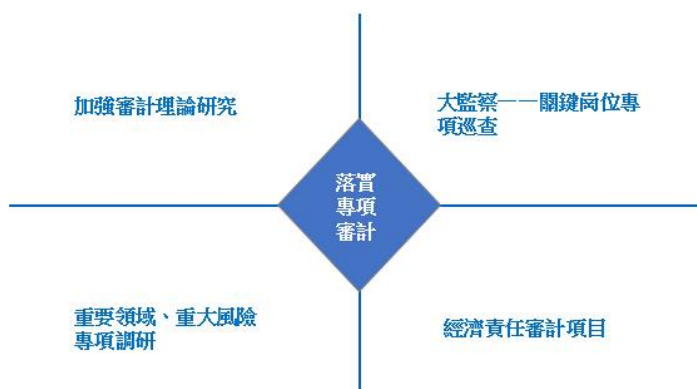 加強審計理論研究
大監察——關鍵崗位專
項巡查
落實
專項
審計
重要領域、重大風險
專項調研
經濟責任審計項目